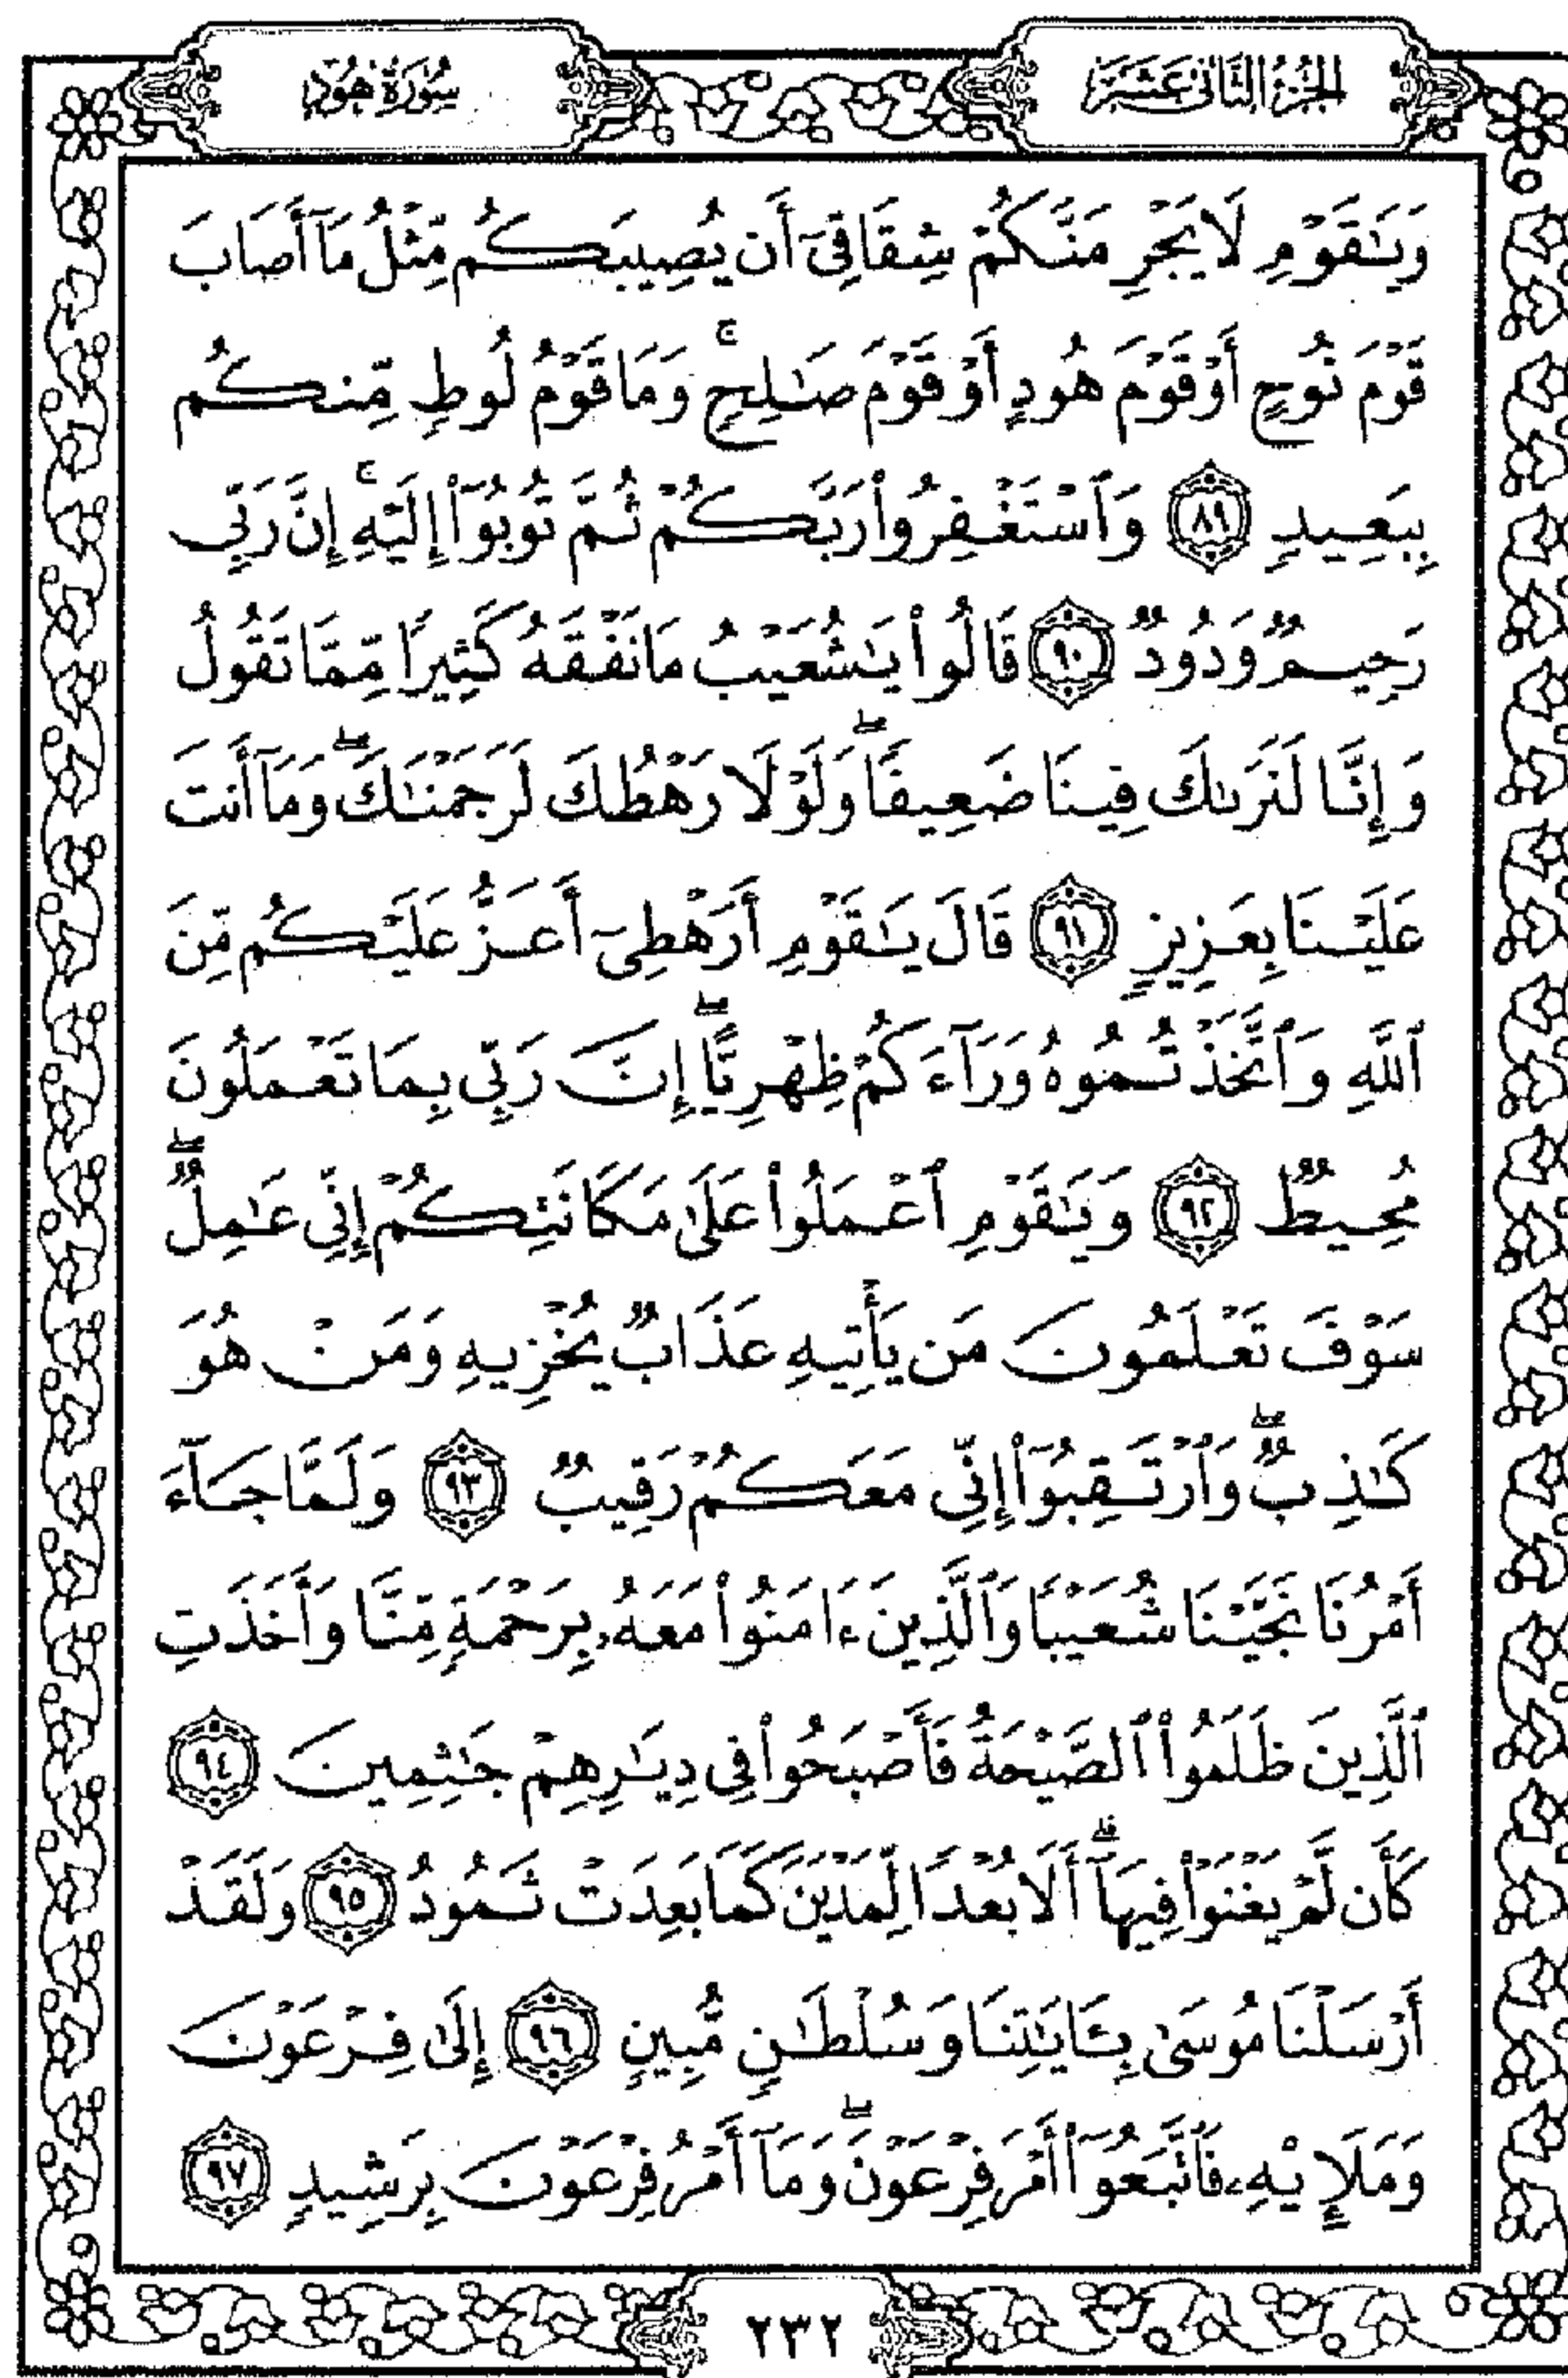 الجزء الثاني عشر
سورة هود
وَيَٰقَوْمِ لَا يَجْرِمَنَّكُمْ شِقَاقِىٓ أَن يُصِيبَكُم مِّثْلُ مَآ أَصَابَ
قَوْمَ نُوحٍ أَوْ قَوْمَ هُودٍ أَوْ قَوْمَ صَٰلِحٍ ۚ وَمَا قَوْمُ لُوطٍ مِّنكُم
بِبَعِيدٍ ٨٩ وَٱسْتَغْفِرُوا۟ رَبَّكُمْ ثُمَّ تُوبُوٓا۟ إِلَيْهِ ۚ إِنَّ رَبِّى
رَحِيمٌ وَدُودٌ ٩٠ قَالُوا۟ يَٰشُعَيْبُ مَا نَفْقَهُ كَثِيرًا مِّمَّا تَقُولُ
وَإِنَّا لَنَرَىٰكَ فِينَا ضَعِيفًا ۖ وَلَوْلَا رَهْطُكَ لَرَجَمْنَٰكَ ۖ وَمَآ أَنتَ
عَلَيْنَا بِعَزِيزٍ ٩١ قَالَ يَٰقَوْمِ أَرَهْطِىٓ أَعَزُّ عَلَيْكُم مِّنَ
ٱللَّهِ وَٱتَّخَذْتُمُوهُ وَرَآءَكُمْ ظِهْرِيًّا ۖ إِنَّ رَبِّى بِمَا تَعْمَلُونَ
مُحِيطٌ ٩٢ وَيَٰقَوْمِ ٱعْمَلُوا۟ عَلَىٰ مَكَانَتِكُمْ إِنِّى عَٰمِلٌ ۖ
سَوْفَ تَعْلَمُونَ مَن يَأْتِيهِ عَذَابٌ يُخْزِيهِ وَمَنْ هُوَ
كَٰذِبٌ ۖ وَٱرْتَقِبُوٓا۟ إِنِّى مَعَكُمْ رَقِيبٌ ٩٣ وَلَمَّا جَآءَ
أَمْرُنَا نَجَّيْنَا شُعَيْبًا وَٱلَّذِينَ ءَامَنُوا۟ مَعَهُۥ بِرَحْمَةٍ مِّنَّا وَأَخَذَتِ
ٱلَّذِينَ ظَلَمُوا۟ ٱلصَّيْحَةُ فَأَصْبَحُوا۟ فِى دِيَٰرِهِمْ جَٰثِمِينَ ٩٤
كَأَن لَّمْ يَغْنَوْا۟ فِيهَآ ۗ أَلَا بُعْدًا لِّمَدْيَنَ كَمَا بَعِدَتْ ثَمُودُ ٩٥ وَلَقَدْ
أَرْسَلْنَا مُوسَىٰ بِـَٔايَٰتِنَا وَسُلْطَٰنٍ مُّبِينٍ ٩٦ إِلَىٰ فِرْعَوْنَ
وَمَلَإِي۟هِۦ فَٱتَّبَعُوٓا۟ أَمْرَ فِرْعَوْنَ ۖ وَمَآ أَمْرُ فِرْعَوْنَ بِرَشِيدٍ ٩٧
٢٣٢